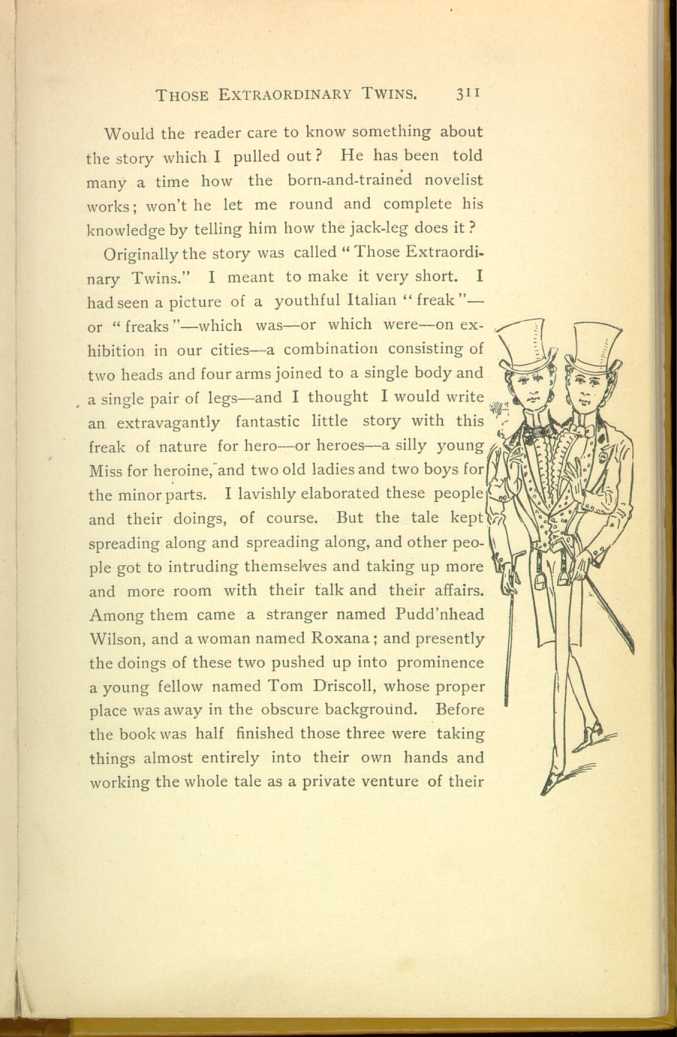 THOSE EXTRAORDINARY TWINS. 311
Would the reader care to know something about
the story which I pulled out? He has been told
many a time how the born-and-trained novelist
works; won't he let me round and complete his
knowledge by telling him how the jack-leg does it?
Originally the story was called "Those Extraordi-
nary Twins." I meant to make it very short. I
had seen a picture of a youthful Italian "freak"—
or "freaks"—which was—or which were—on ex-
hibition in our cities—a combination consisting of
two heads and four arms joined to a single body and
a single pair of legs—and I thought I would write
an extravagantly fantastic little story with this
freak of nature for hero—or heroes—a silly young
Miss for heroine, and two old ladies and two boys for
the minor parts. I lavishly elaborated these people
and their doings, of course. But the tale kept
spreading along and spreading along, and other peo-
ple got to intruding themselves and taking up more
and more room with their talk and their affairs.
Among them came a stranger named Pudd'nhead
Wilson, and a woman named Roxana; and presently
the doings of these two pushed up into prominence
a young fellow named Tom Driscoll, whose proper
place was away in the obscure background. Before
the book was half finished those three were taking
things almost entirely into their own hands and
working the whole tale as a private venture of their